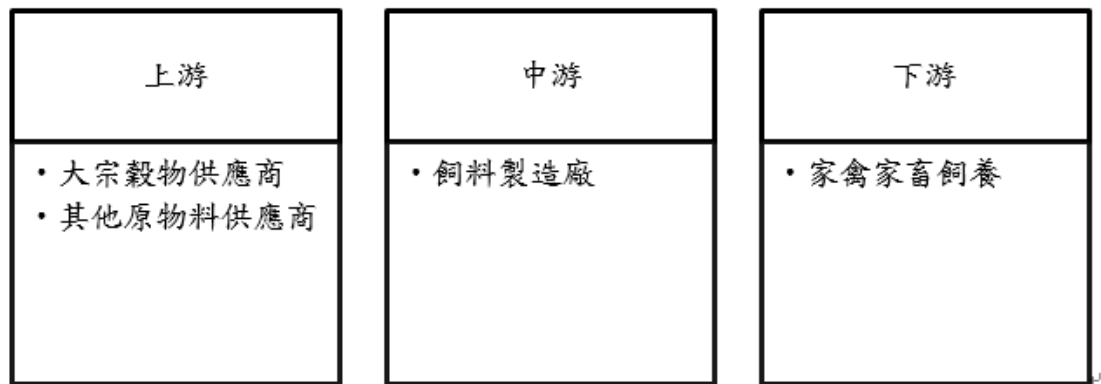 上游
・大宗穀物供應商
・其他原物料供應商
中游
・飼料製造廠
下游
・家禽家畜飼養